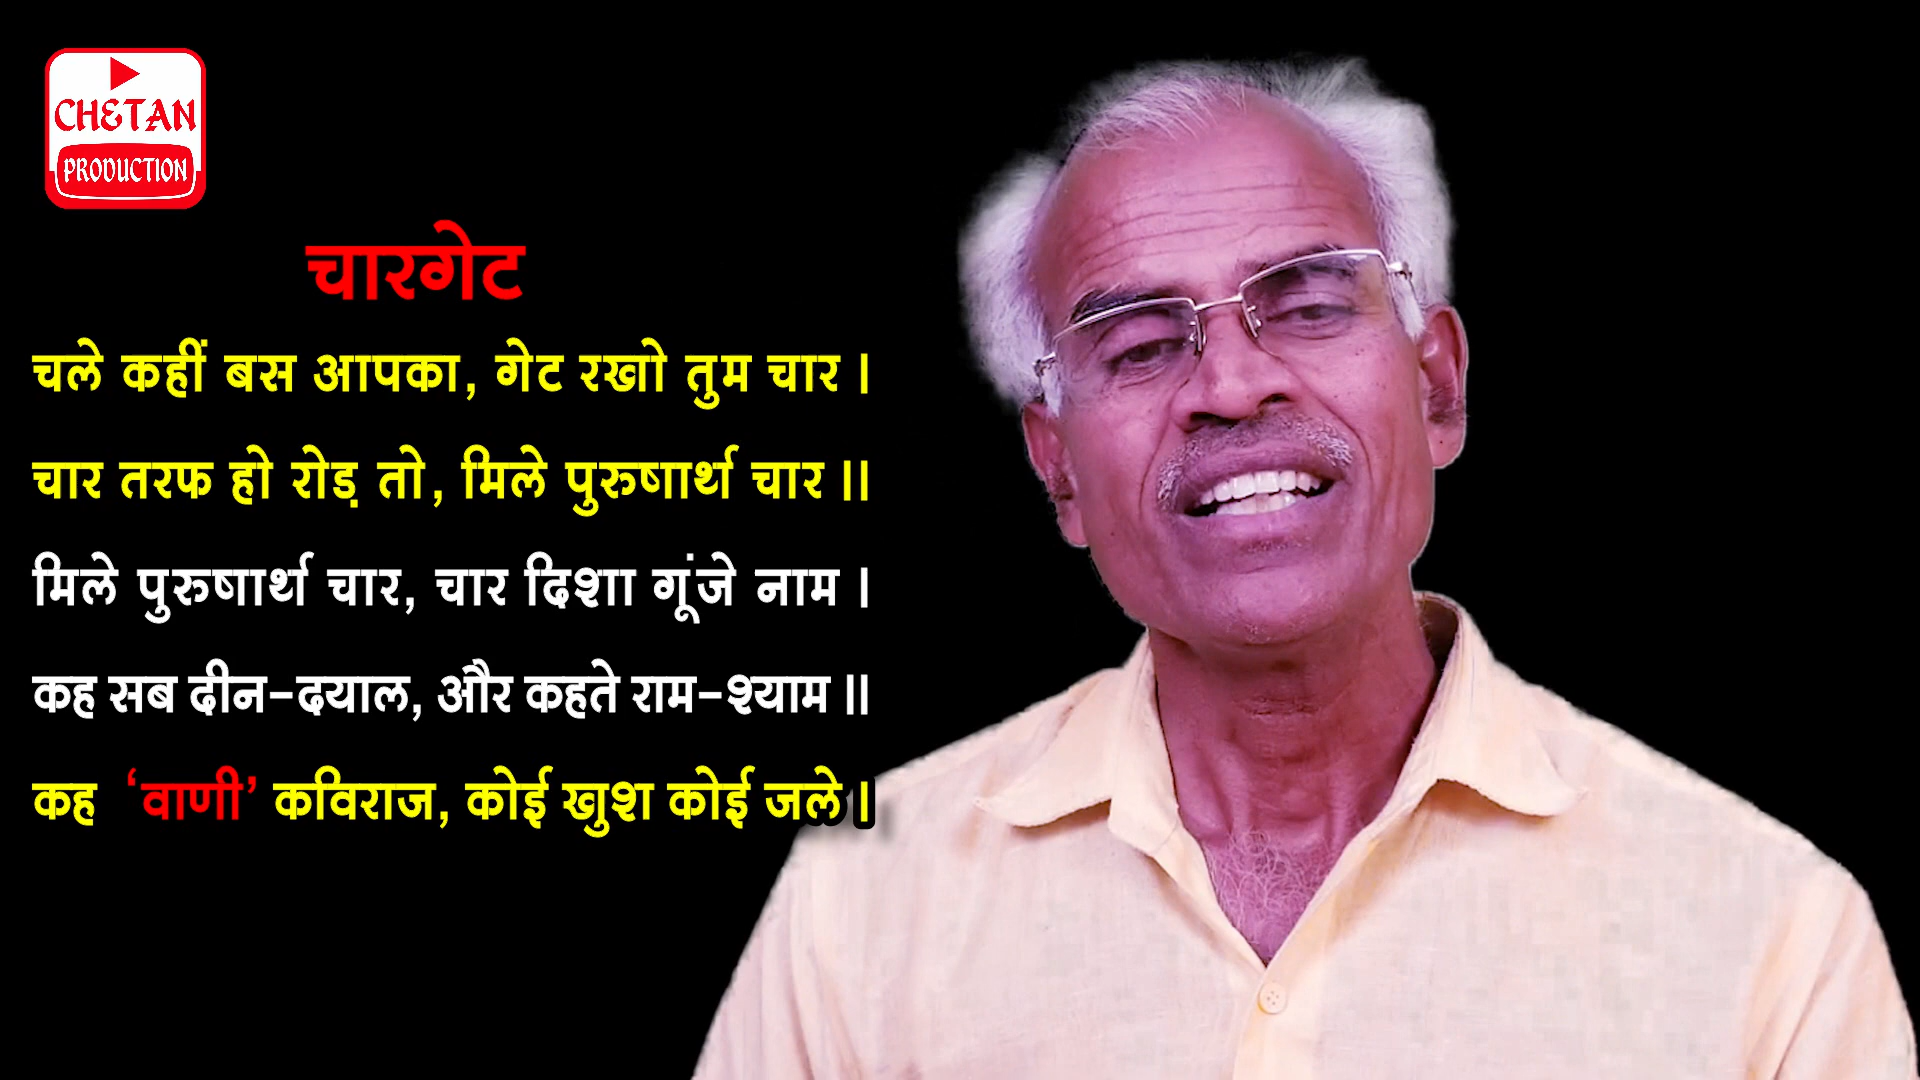 CHETAN
PRODUCTION
चारगेट
चले कहीं बस आपका, गेट रखो तुम चार ।
चार तरफ हो रोड़ तो, मिले पुरुषार्थ चार ॥
मिले पुरुषार्थ चार, चार दिशा गूंजे नाम ।
कह सब दीन-दयाल, और कहते राम-श्याम ॥
कह ‘वाणी’ कविराज, कोई खुश कोई जले ।